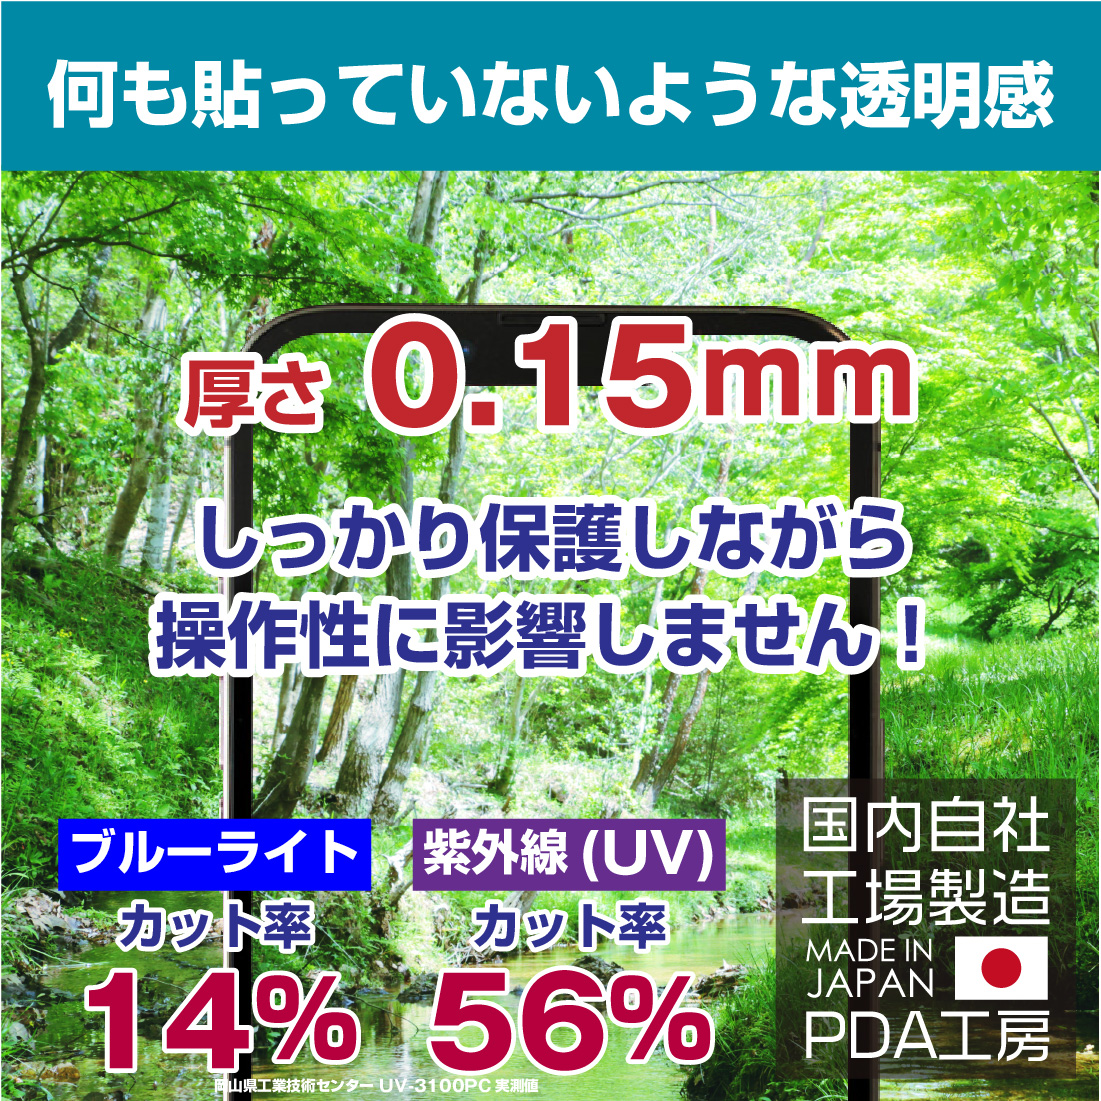 何も貼っていないような透明感
厚さ 0.15mm
しっかり保護しながら
操作性に影響しません!
ブルーライト
カット率
14%
紫外線(UV)
カット率
56%
岡山県工業技術センター UV-3100PC 実測値
国内自社
工場製造
MADE IN
JAPAN
PDA工房